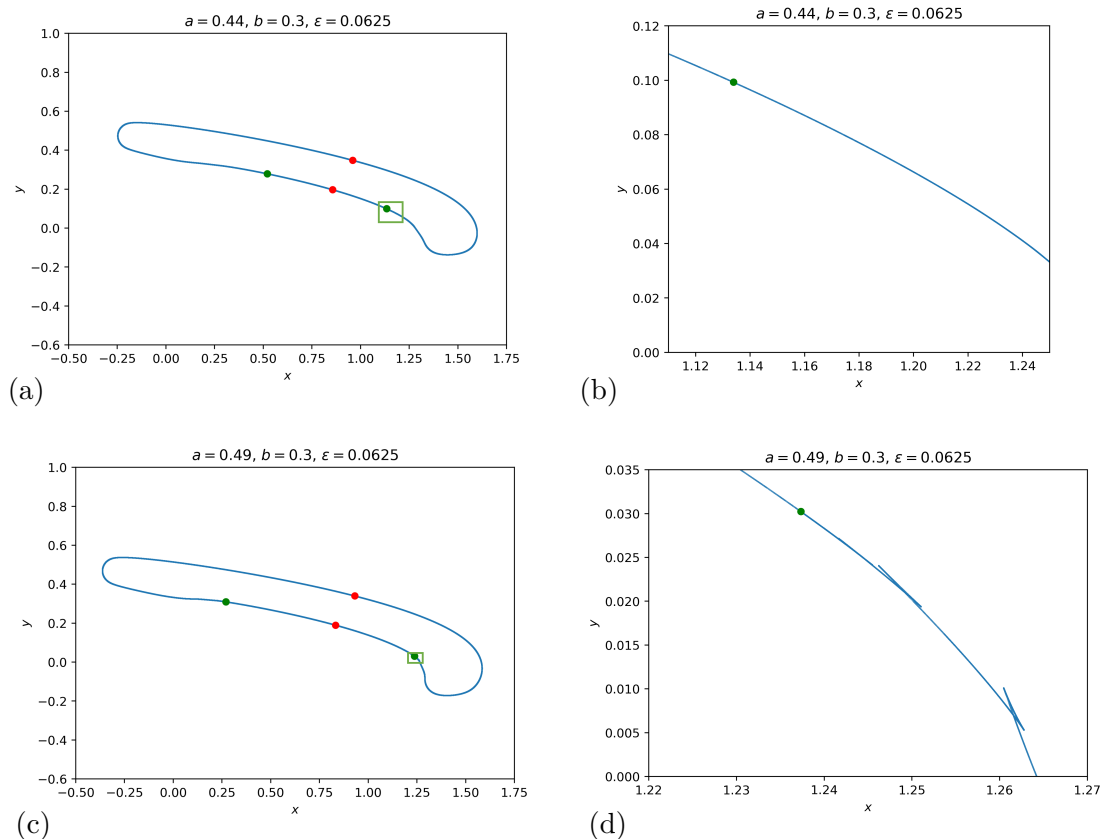 a = 0.44, b = 0.3, ε = 0.0625
1.0
0.8
0.6
0.4
0.2
0.0
−0.2
−0.4
−0.6
y
−0.50 −0.25 0.00 0.25 0.50 0.75 1.00 1.25 1.50 1.75
x
(a)
a = 0.44, b = 0.3, ε = 0.0625
0.12
0.10
0.08
0.06
0.04
0.02
0.00
y
1.12 1.14 1.16 1.18 1.20 1.22 1.24
x
(b)
a = 0.49, b = 0.3, ε = 0.0625
1.0
0.8
0.6
0.4
0.2
0.0
−0.2
−0.4
−0.6
y
−0.50 −0.25 0.00 0.25 0.50 0.75 1.00 1.25 1.50 1.75
x
(c)
a = 0.49, b = 0.3, ε = 0.0625
0.035
0.030
0.025
0.020
0.015
0.010
0.005
0.000
y
1.22 1.23 1.24 1.25 1.26 1.27
x
(d)